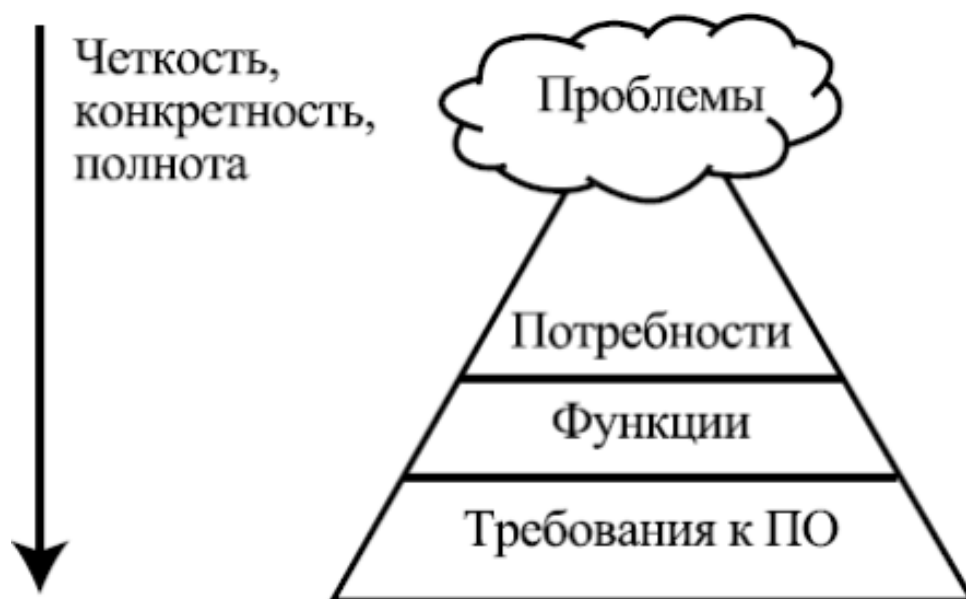 Четкость,
конкретность,
полнота
Проблемы
Потребности
Функции
Требования к ПО